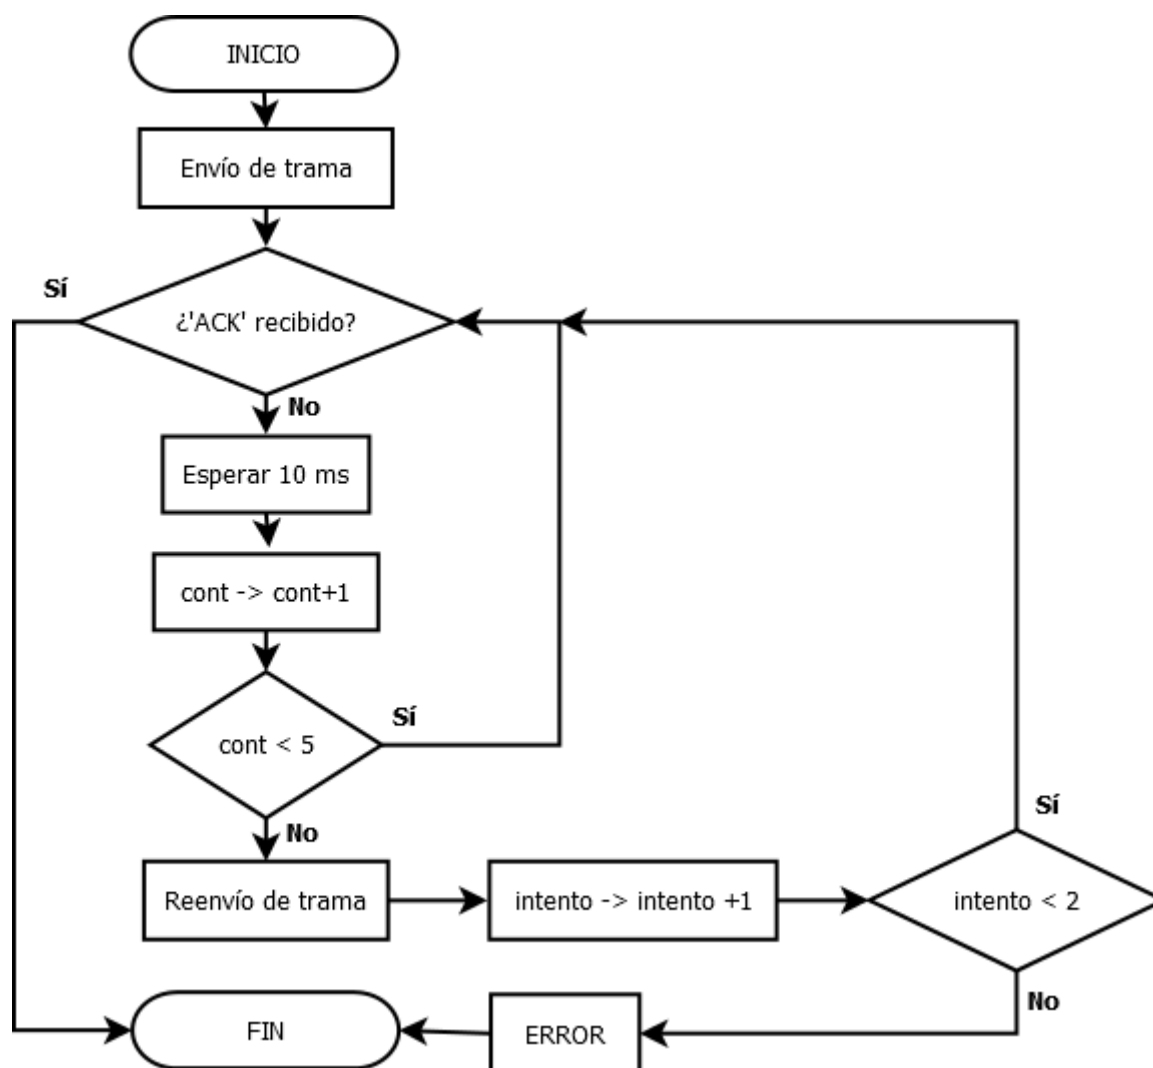 INICIO
Envío de trama
Sí
¿'ACK' recibido?
No
Esperar 10 ms
cont -> cont+1
cont < 5
Sí
No
Reenvío de trama
intento -> intento +1
intento < 2
Sí
No
ERROR
FIN